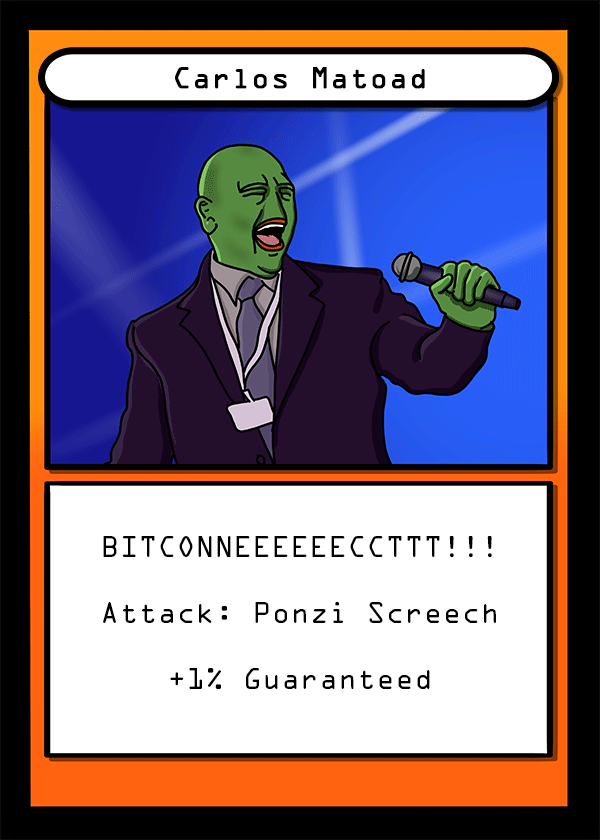 Carlos Matoad
BITCONNEEEEEECCTTT!!!
Attack: Ponzi Screech
+1% Guaranteed